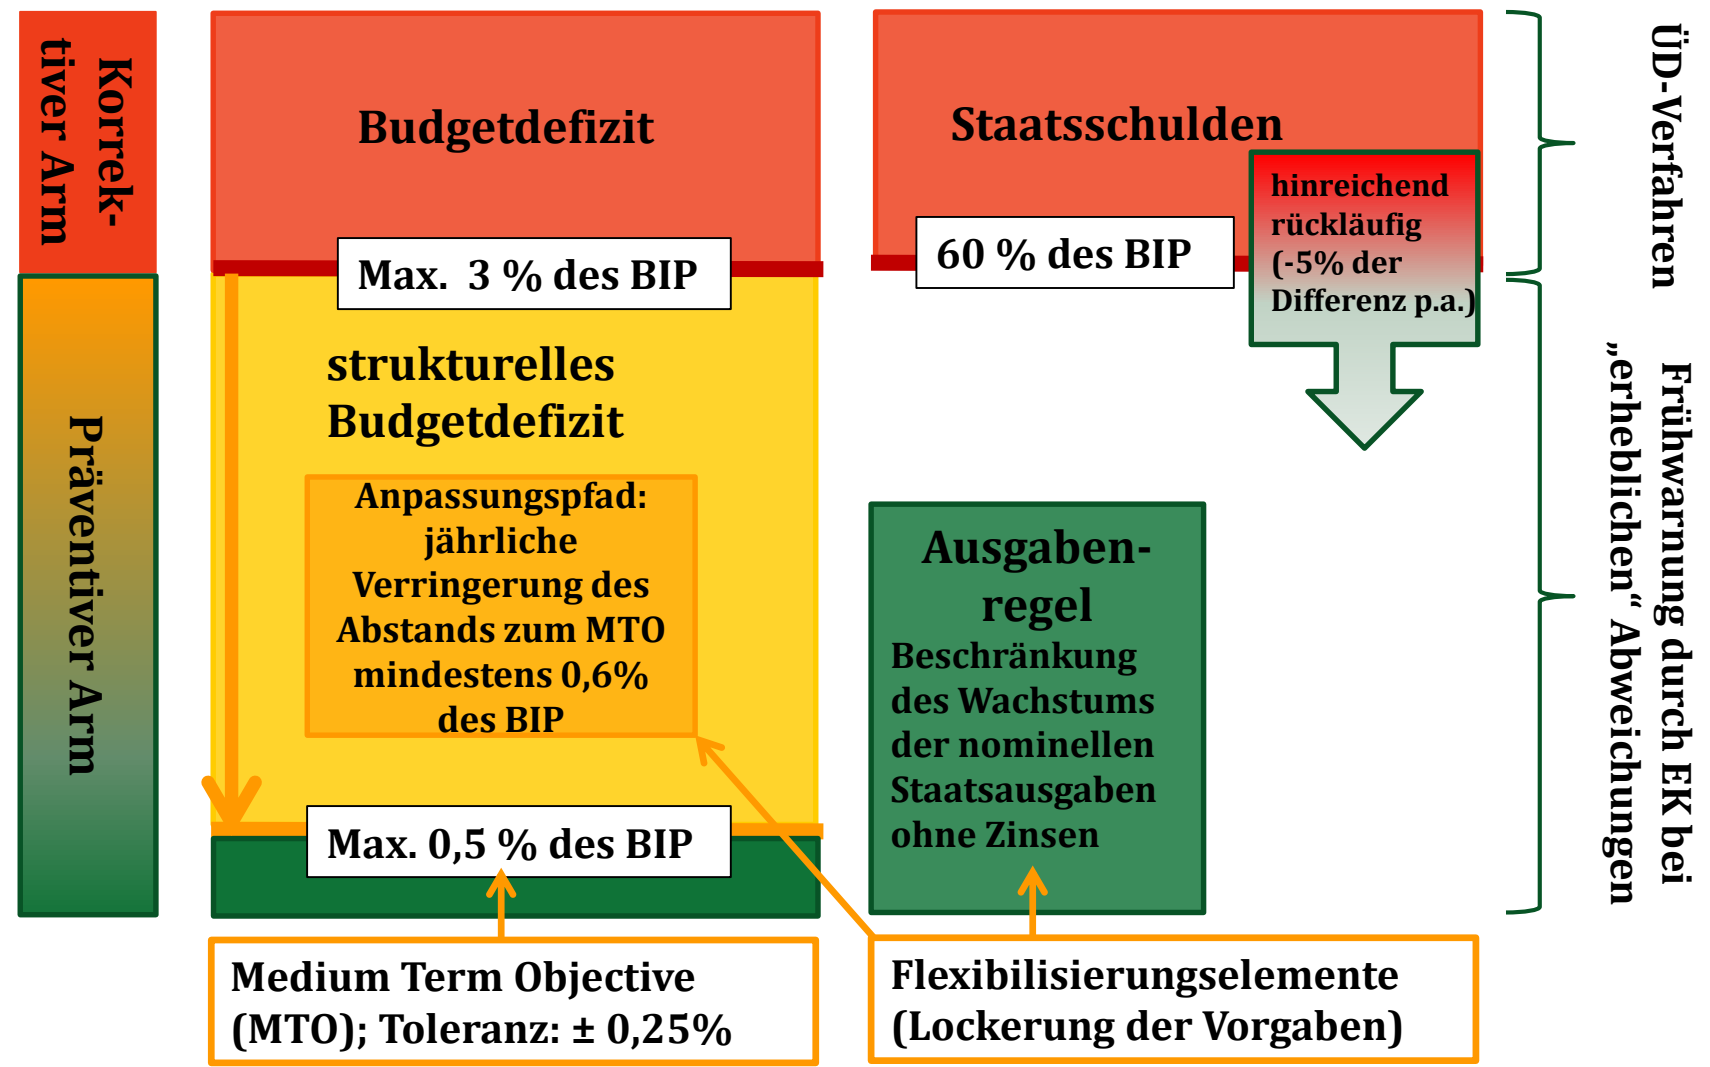 Korrek-
tiver Arm
Präventiver Arm
Budgetdefizit
Max. 3 % des BIP
strukturelles
Budgetdefizit
Anpassungspfad:
jährliche
Verringerung des
Abstands zum MTO
mindestens 0,6%
des BIP
Max. 0,5 % des BIP
Medium Term Objective
(MTO); Toleranz: ± 0,25%
Staatsschulden
60 % des BIP
hinreichend
rückläufig
(-5% der
Differenz p.a.)
Ausgaben-
regel
Beschränkung
des Wachstums
der nominellen
Staatsausgaben
ohne Zinsen
Flexibilisierungselemente
(Lockerung der Vorgaben)
ÜD-Verfahren
Frühwarnung durch EK bei
„erheblichen“ Abweichungen